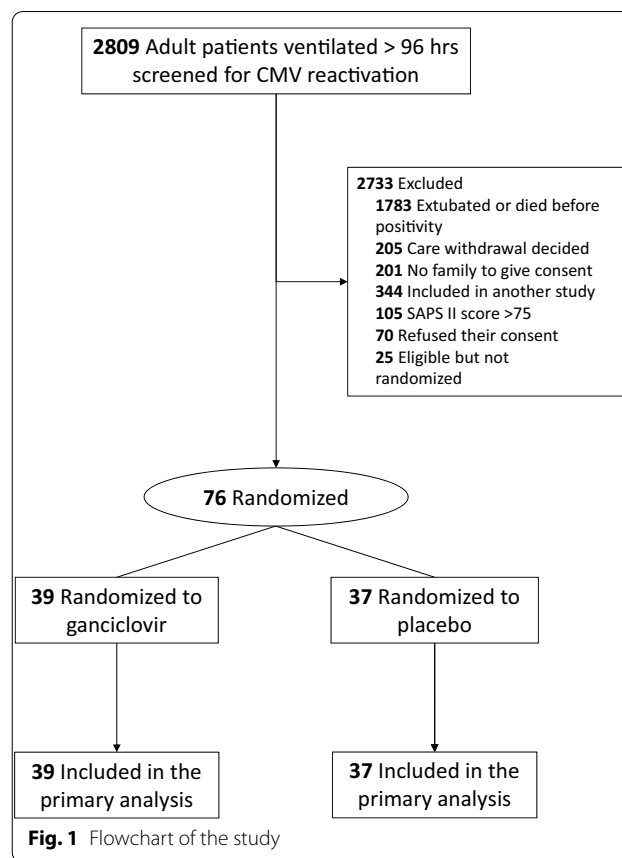 2809 Adult patients ventilated > 96 hrs
screened for CMV reactivation
2733 Excluded
1783 Extubated or died before
positivity
205 Care withdrawal decided
201 No family to give consent
344 Included in another study
105 SAPS II score >75
70 Refused their consent
25 Eligible but not
randomized
76 Randomized
39 Randomized to
ganciclovir
37 Randomized to
placebo
39 Included in the
primary analysis
37 Included in the
primary analysis
Fig. 1 Flowchart of the study